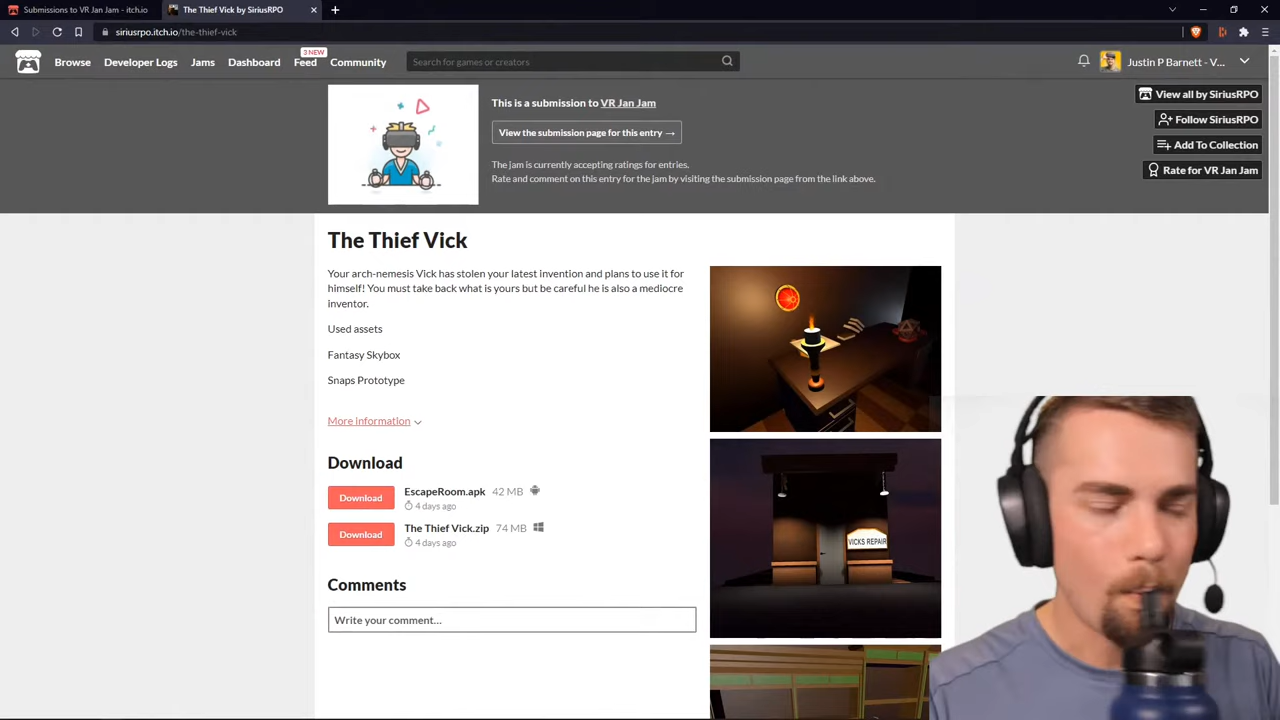 Submissions to VR Jan Jam - itch.io
The Thief Vick by SiriusRPO
siriusrpo.itch.io/the-thief-vick
3 NEW
Browse Developer Logs Jams Dashboard Feed Community
Search for games or creators
Justin P Barnett - V...
This is a submission to VR Jan Jam
View the submission page for this entry →
The jam is currently accepting ratings for entries.
Rate and comment on this entry for the jam by visiting the submission page from the link above.
View all by SiriusRPO
Follow SiriusRPO
Add To Collection
Rate for VR Jan Jam
The Thief Vick
Your arch-nemesis Vick has stolen your latest invention and plans to use it for
himself! You must take back what is yours but be careful he is also a mediocre
inventor.
Used assets
Fantasy Skybox
Snaps Prototype
More information
Download
Download EscapeRoom.apk 42 MB
4 days ago
Download The Thief Vick.zip 74 MB
4 days ago
Comments
Write your comment...
VICKS REPAIR